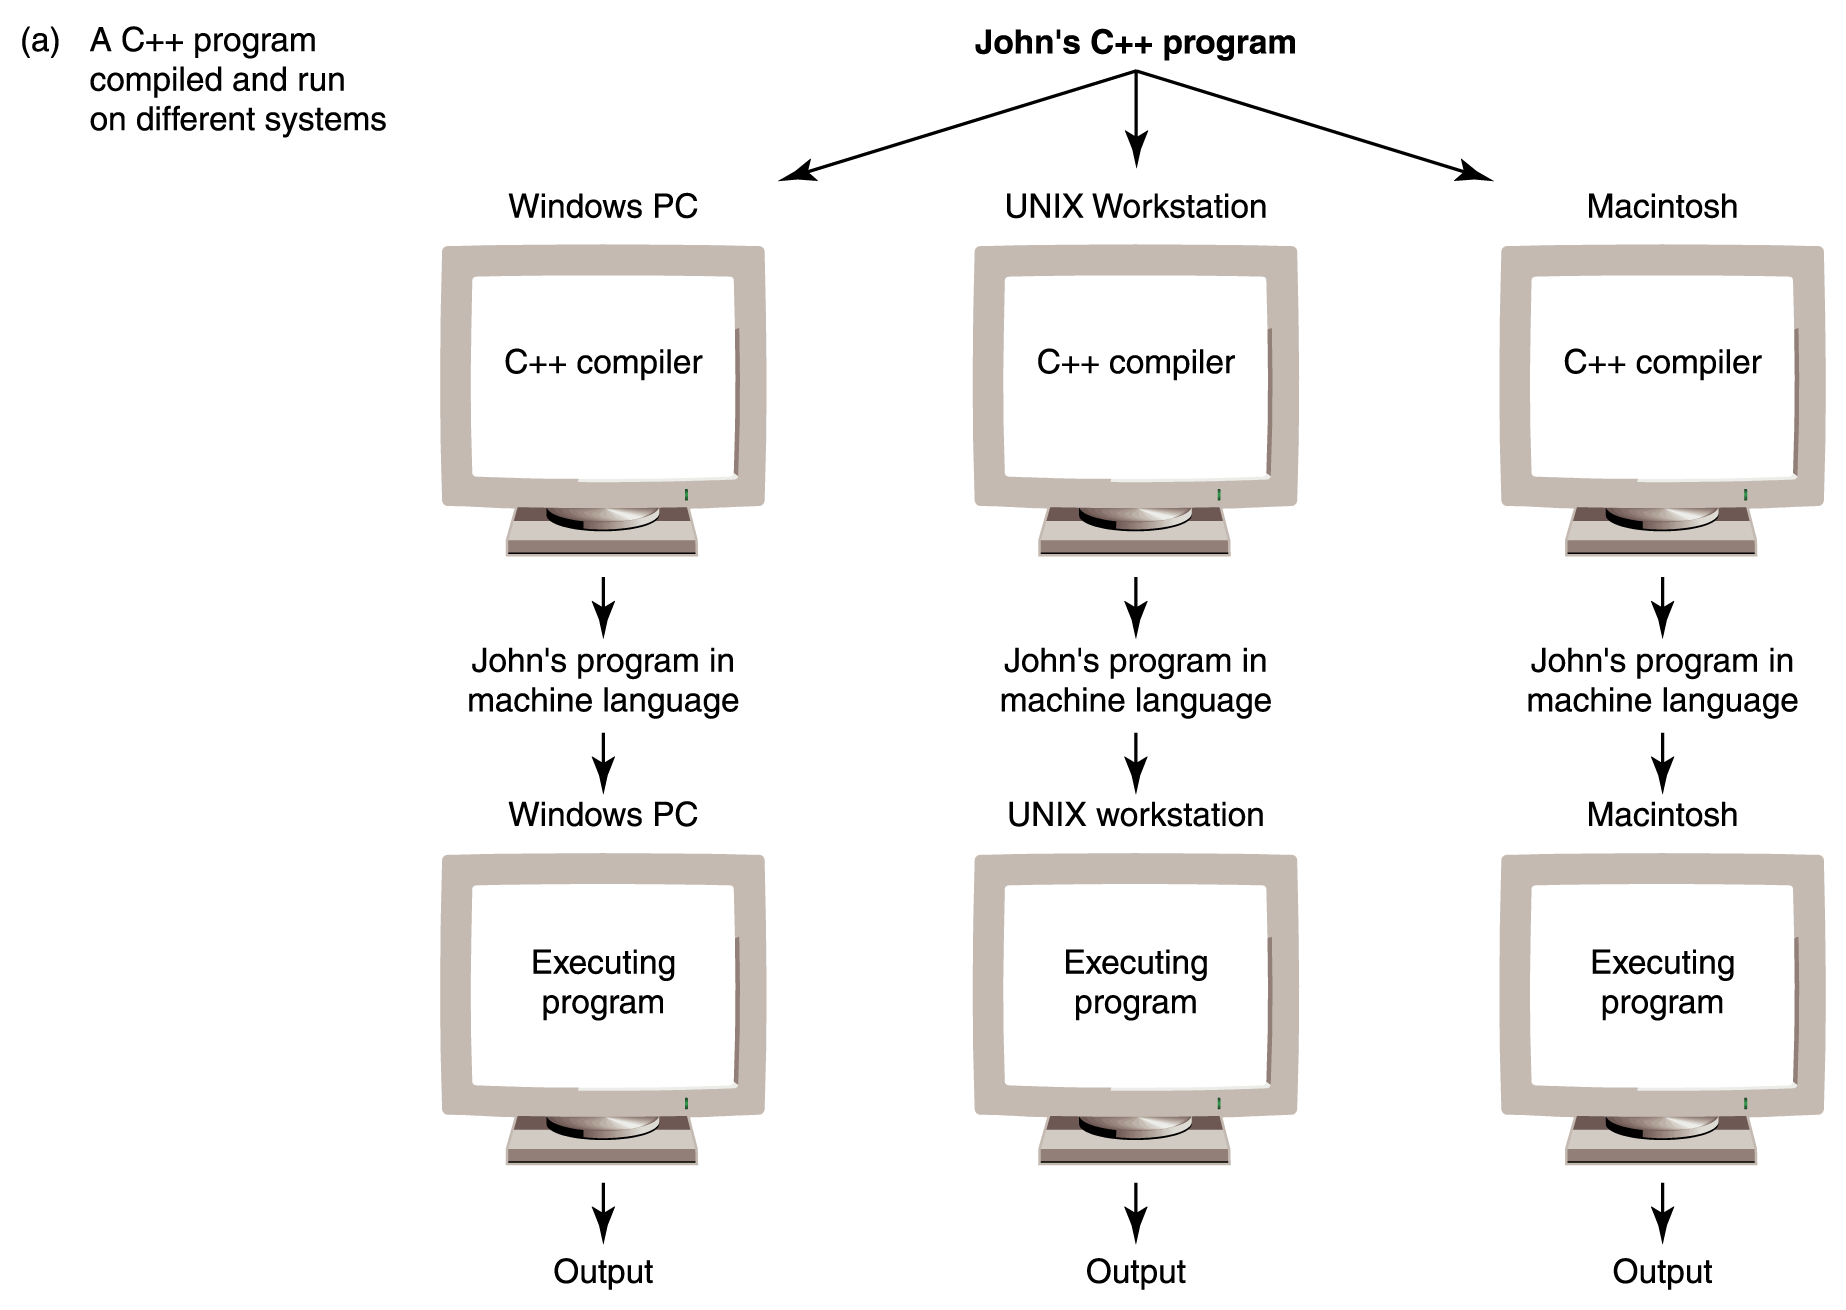 (a) A C++ program
compiled and run
on different systems
John's C++ program
Windows PC
UNIX Workstation
Macintosh
C++ compiler
C++ compiler
C++ compiler
John's program in
machine language
John's program in
machine language
John's program in
machine language
Windows PC
UNIX workstation
Macintosh
Executing
program
Executing
program
Executing
program
Output
Output
Output